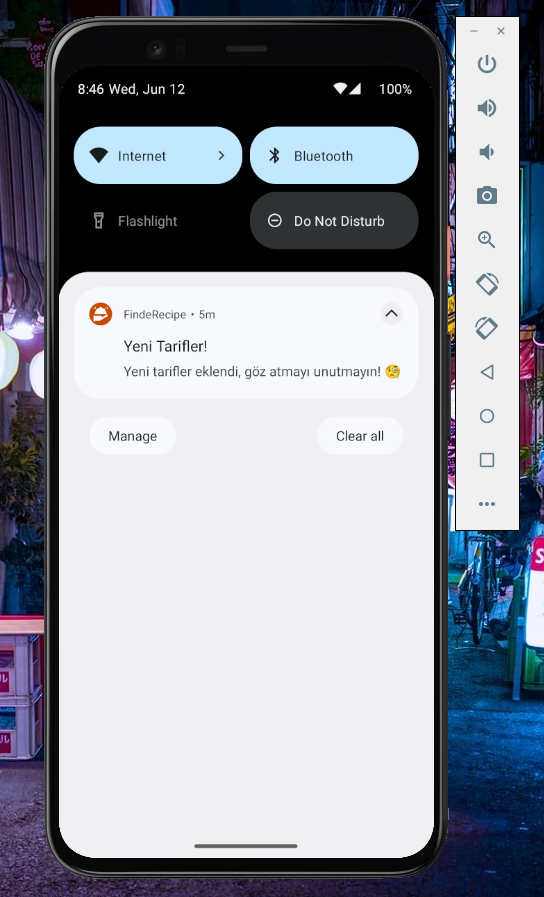 8:46 Wed, Jun 12
100%
Internet
Bluetooth
Flashlight
Do Not Disturb
FindeRecipe • 5m
Yeni Tarifler!
Yeni tarifler eklendi, göz atmayı unutmayın! 🧐
Manage
Clear all